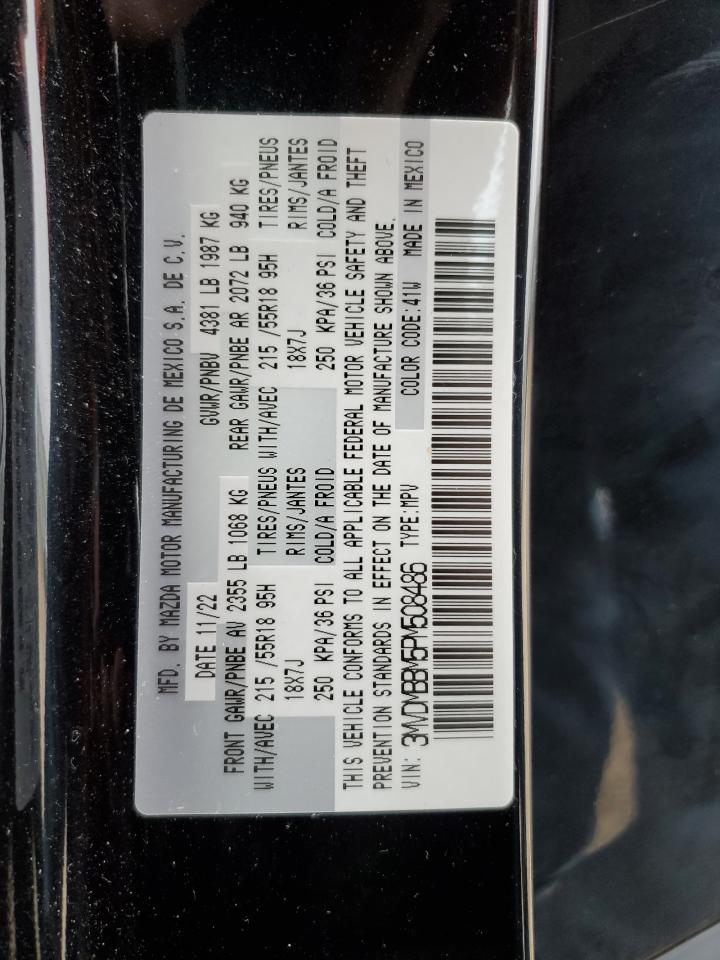 MFD. BY MAZDA MOTOR MANUFACTURING DE MEXICO S.A. DE C.V.
DATE 11/22 GVWR/PNBV 4381 LB 1987 KG
FRONT GAWR/PNBE AV 2355 LB 1068 KG REAR GAWR/PNBE AR 2072 LB 940 KG
WITH/AVEC 215 /55R18 95H TIRES/PNEUS WITH/AVEC 215 /55R18 95H TIRES/PNEUS
18X7J RIMS/JANTES 18X7J RIMS/JANTES
250 KPA/36 PSI COLD/A FROID 250 KPA/36 PSI COLD/A FROID
THIS VEHICLE CONFORMS TO ALL APPLICABLE FEDERAL MOTOR VEHICLE SAFETY AND THEFT
PREVENTION STANDARDS IN EFFECT ON THE DATE OF MANUFACTURE SHOWN ABOVE.
VIN: 3MVDMBBM5PM508486 TYPE:MPV COLOR CODE:41W MADE IN MEXICO